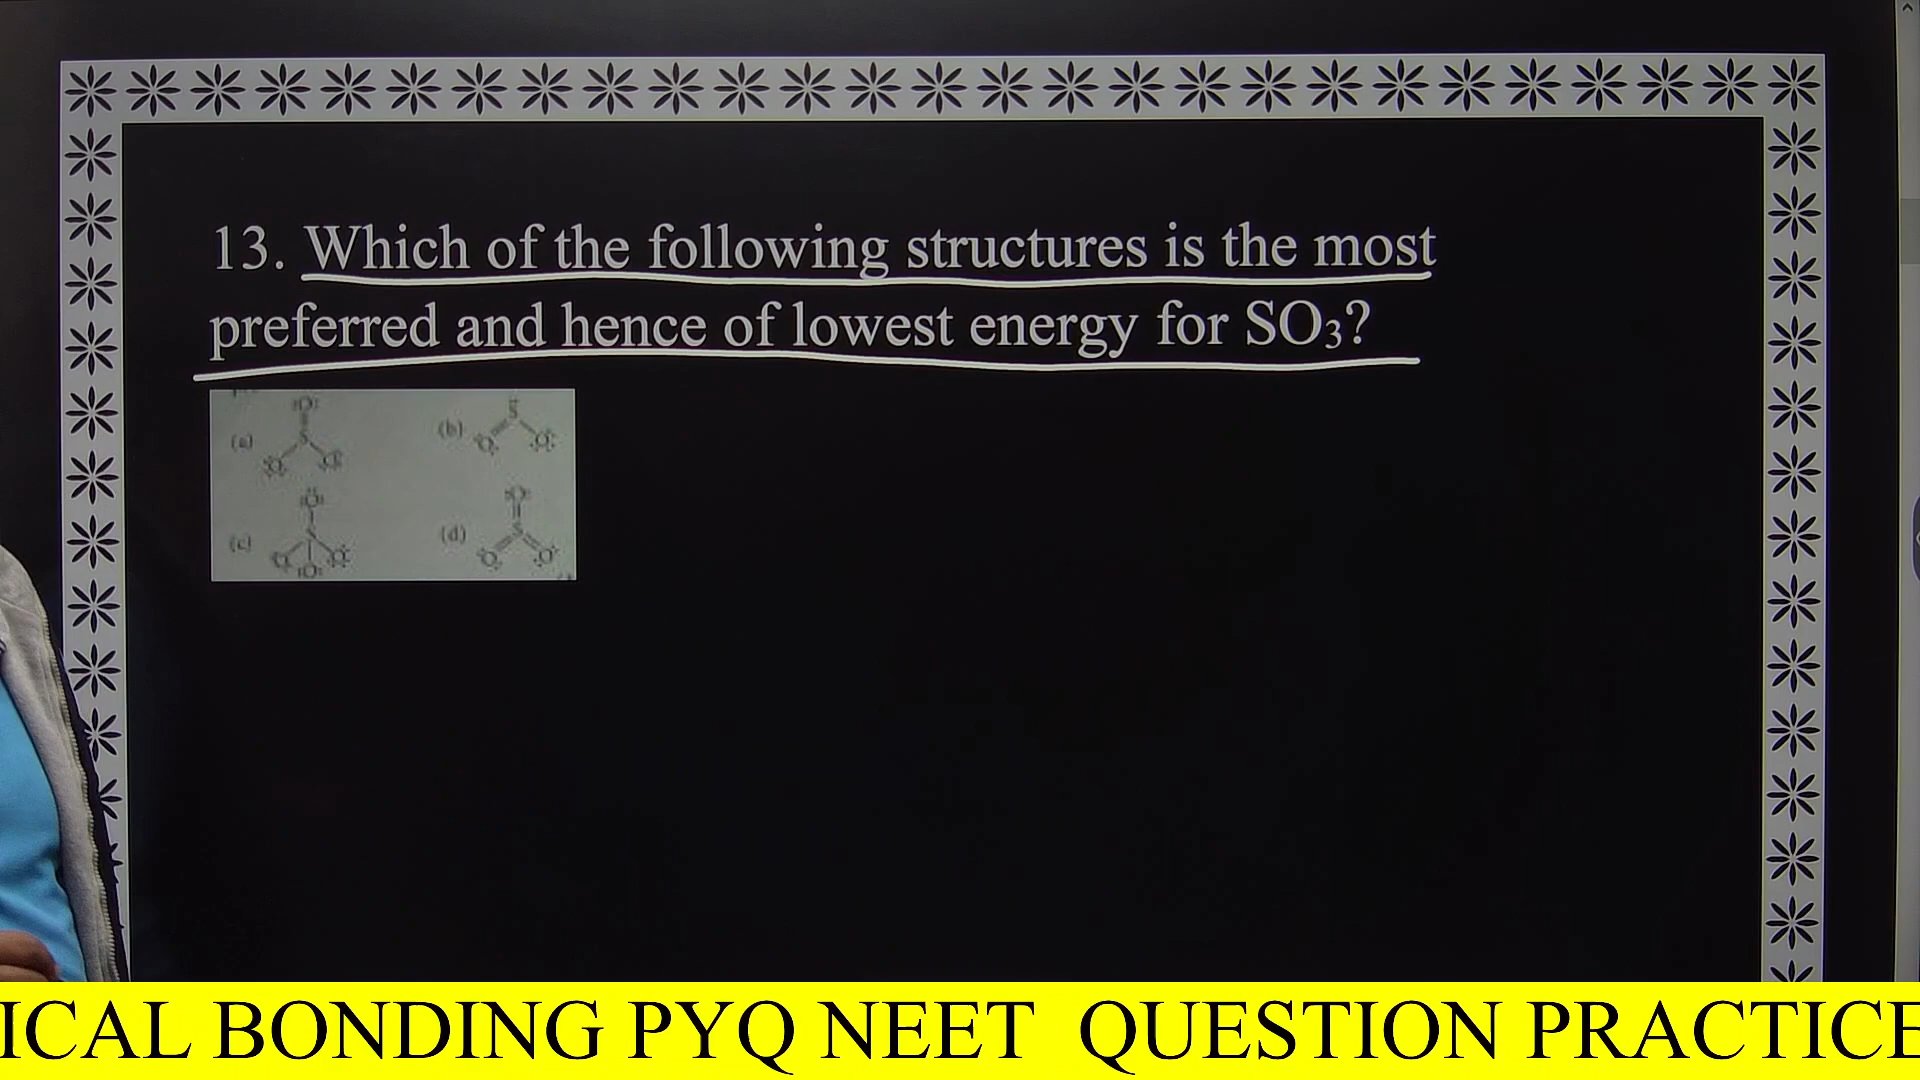 13. Which of the following structures is the most
preferred and hence of lowest energy for SO₃?
(a)
(b)
(c)
(d)
ICAL BONDING PYQ NEET QUESTION PRACTICE